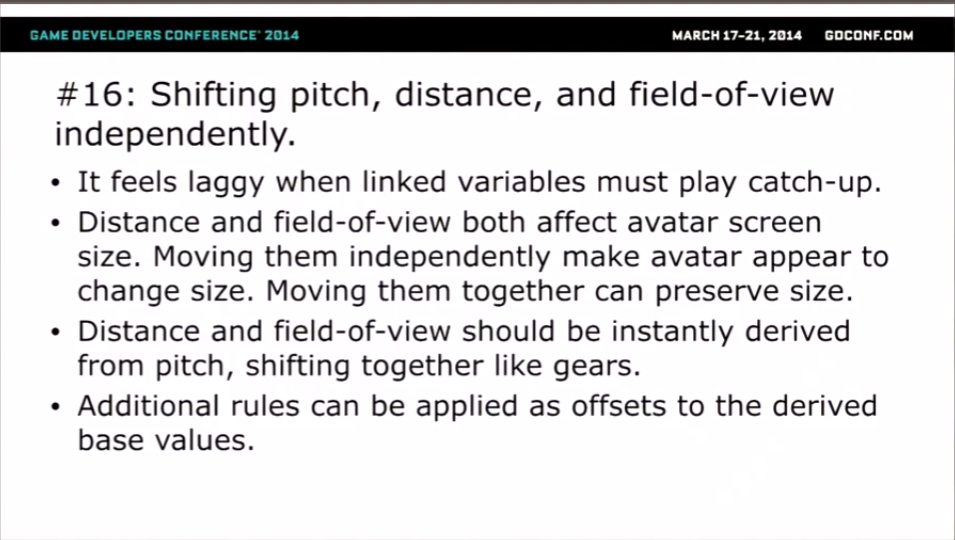 GAME DEVELOPERS CONFERENCE® 2014
MARCH 17–21, 2014 GDCONF.COM
#16: Shifting pitch, distance, and field-of-view
independently.
• It feels laggy when linked variables must play catch-up.
• Distance and field-of-view both affect avatar screen
size. Moving them independently make avatar appear to
change size. Moving them together can preserve size.
• Distance and field-of-view should be instantly derived
from pitch, shifting together like gears.
• Additional rules can be applied as offsets to the derived
base values.